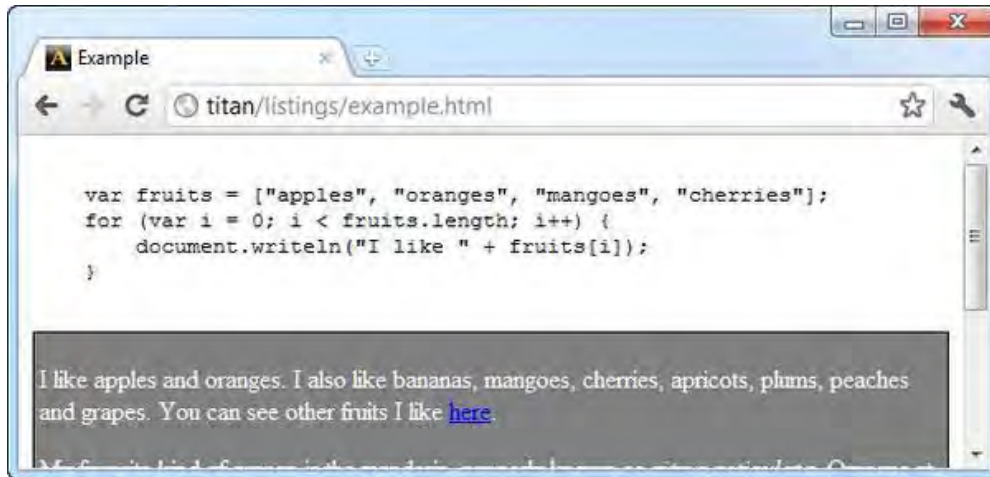 Example
titan/listings/example.html
var fruits = ["apples", "oranges", "mangoes", "cherries"];
for (var i = 0; i < fruits.length; i++) {
    document.writeln("I like " + fruits[i]);
}
I like apples and oranges. I also like bananas, mangoes, cherries, apricots, plums, peaches
and grapes. You can see other fruits I like here.